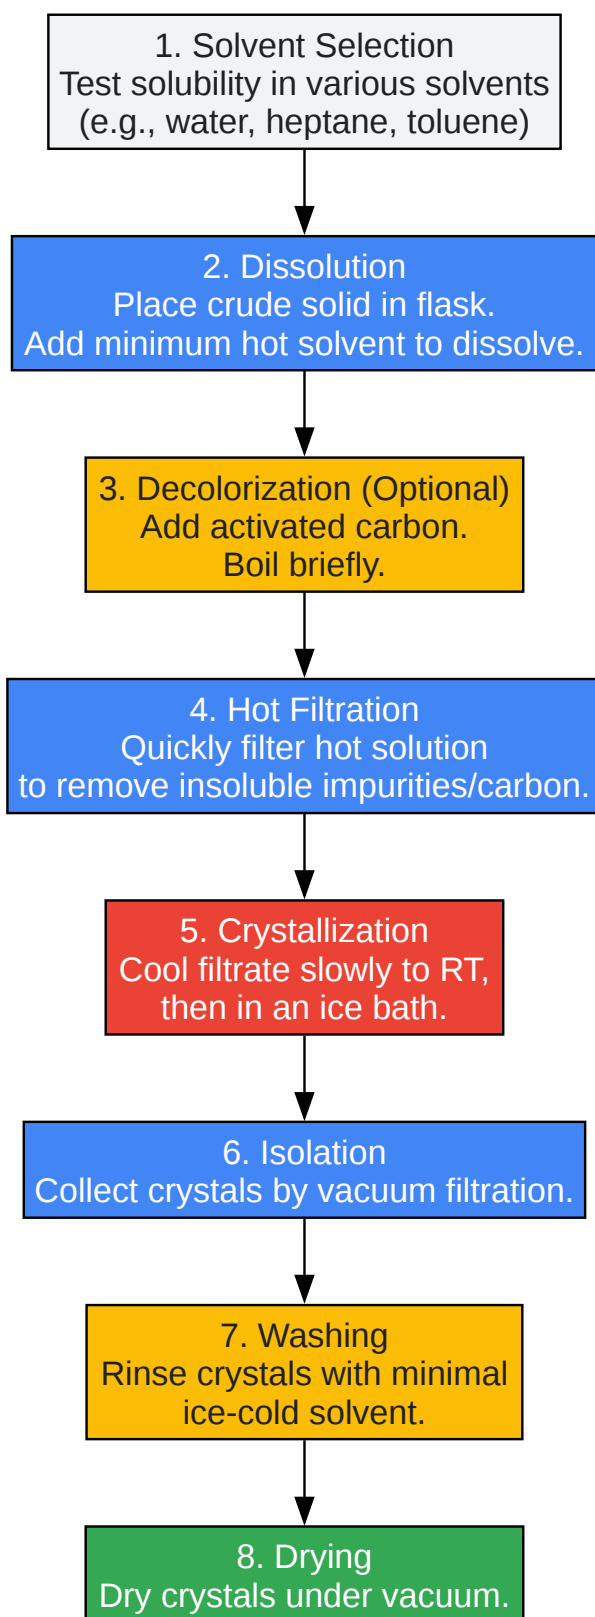 1. Solvent Selection
Test solubility in various solvents
(e.g., water, heptane, toluene)
2. Dissolution
Place crude solid in flask.
Add minimum hot solvent to dissolve.
3. Decolorization (Optional)
Add activated carbon.
Boil briefly.
4. Hot Filtration
Quickly filter hot solution
to remove insoluble impurities/carbon.
5. Crystallization
Cool filtrate slowly to RT,
then in an ice bath.
6. Isolation
Collect crystals by vacuum filtration.
7. Washing
Rinse crystals with minimal
ice-cold solvent.
8. Drying
Dry crystals under vacuum.